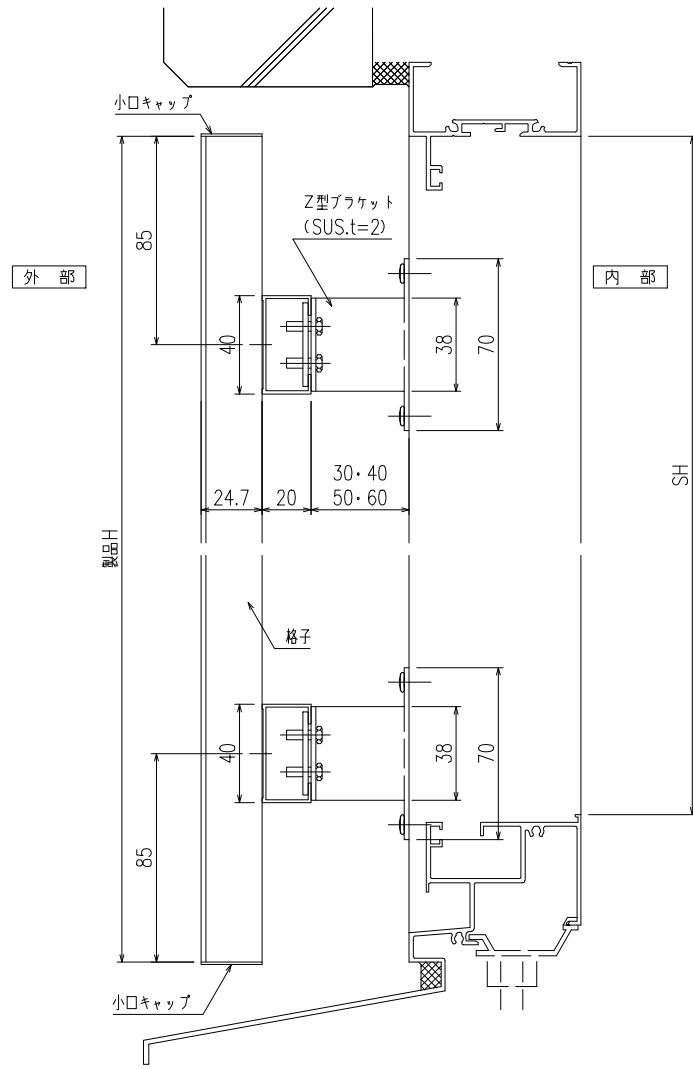 小口キャップ
Z型ブラケット
(SUS.t=2)
85
外 部
内 部
40
38
70
30・40
24.7
20
50・60
SH
製品H
格子
40
38
70
85
小口キャップ